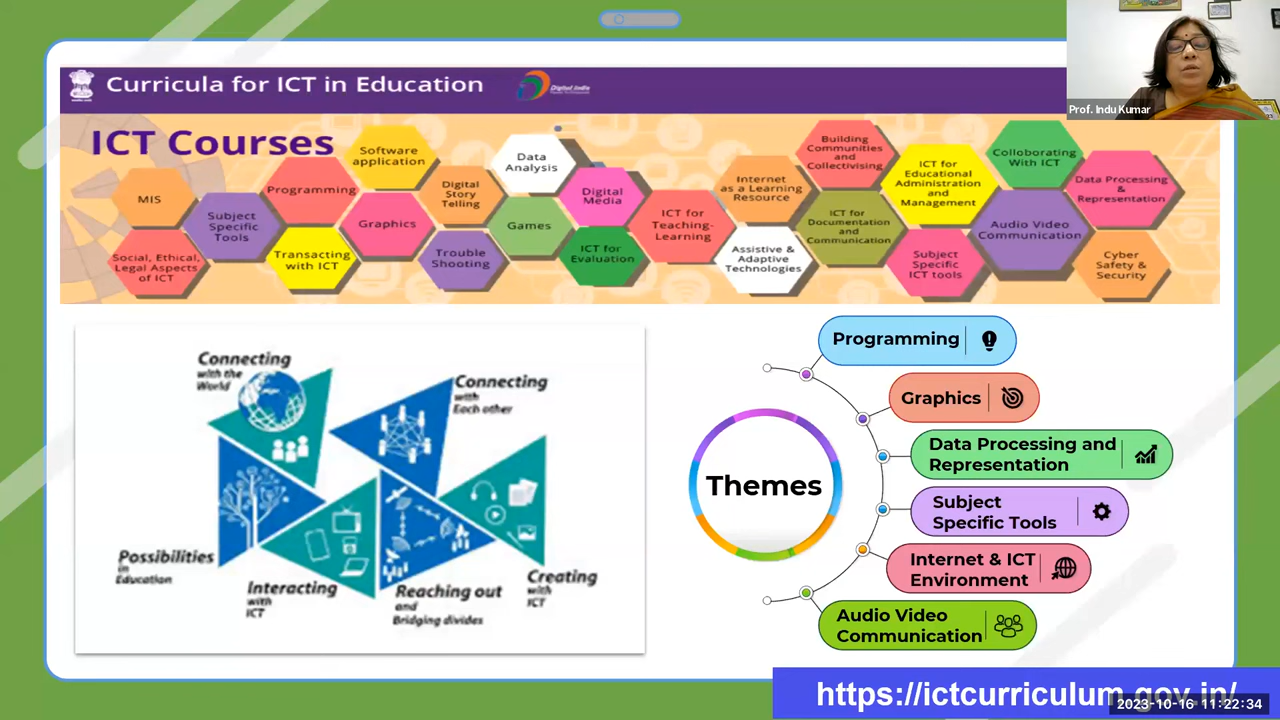 Curricula for ICT in Education
Digital India
Prof. Indu Kumar
ICT Courses
MIS
Social, Ethical,
Legal Aspects
of ICT
Subject
Specific
Tools
Programming
Transacting
with ICT
Software
application
Graphics
Digital
Story
Telling
Trouble
Shooting
Data
Analysis
Games
Digital
Media
ICT for
Evaluation
ICT for
Teaching-
Learning
Internet
as a Learning
Resource
Assistive &
Adaptive
Technologies
Building
Communities
and
Collectivising
ICT for
Documentation
and
Communication
ICT for
Educational
Administration
and
Management
Subject
Specific
ICT tools
Colloborating
With ICT
Audio Video
Communication
Data Processing
&
Representation
Cyber
Safety &
Security
Connecting
with the
World
Connecting
with
Each other
Possibilities
in
Education
Interacting
with
ICT
Reaching out
and
Bridging divides
Creating
with
ICT
Themes
Programming
Graphics
Data Processing and
Representation
Subject
Specific Tools
Internet & ICT
Environment
Audio Video
Communication
https://ictcurriculum.gov.in/
2023-10-16 11:22:34